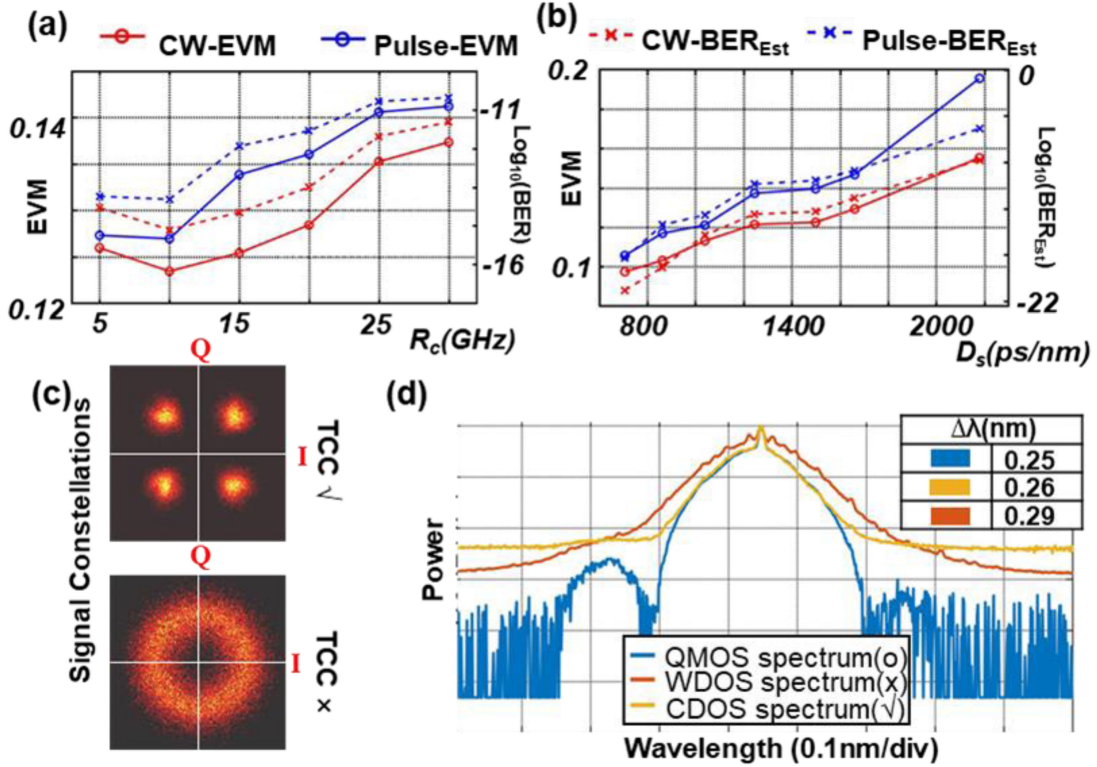 (a)
CW-EVM
Pulse-EVM
0.14
0.12
EVM
-11
-16
Log10(BER)
5
15
25
Rc(GHz)
(b)
CW-BEREst
Pulse-BEREst
0.2
0.1
EVM
0
-22
Log10(BEREst)
800
1400
2000
Ds(ps/nm)
(c)
Signal Constellations
Q
I
TCC √
Q
I
TCC ×
(d)
Δλ(nm)
0.25
0.26
0.29
Power
QMOS spectrum(o)
WDOS spectrum(x)
CDOS spectrum(√)
Wavelength (0.1nm/div)